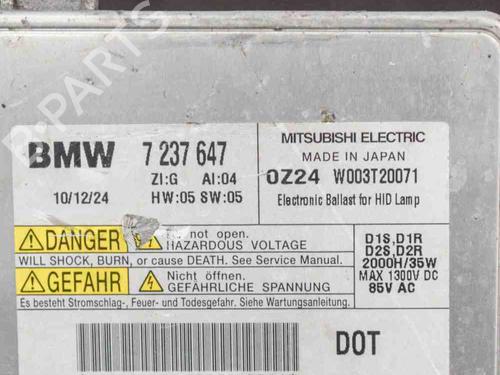 BMW 7 237 647
ZI:G AI:04
10/12/24 HW:05 SW:05
MITSUBISHI ELECTRIC
MADE IN JAPAN
0Z24 W003T20071
Electronic Ballast for HID Lamp
DANGER Do not open.
HAZARDOUS VOLTAGE
WILL SHOCK, BURN, or cause DEATH. See Service Manual.
GEFAHR Nicht öffnen.
GEFÄHRLICHE SPANNUNG
Es besteht Stromschlag-, Feuer- und Todesgefahr. Siehe Wartungsanleitung.
D1S,D1R
D2S,D2R
2000H/35W
MAX 1300V DC
85V AC
DOT